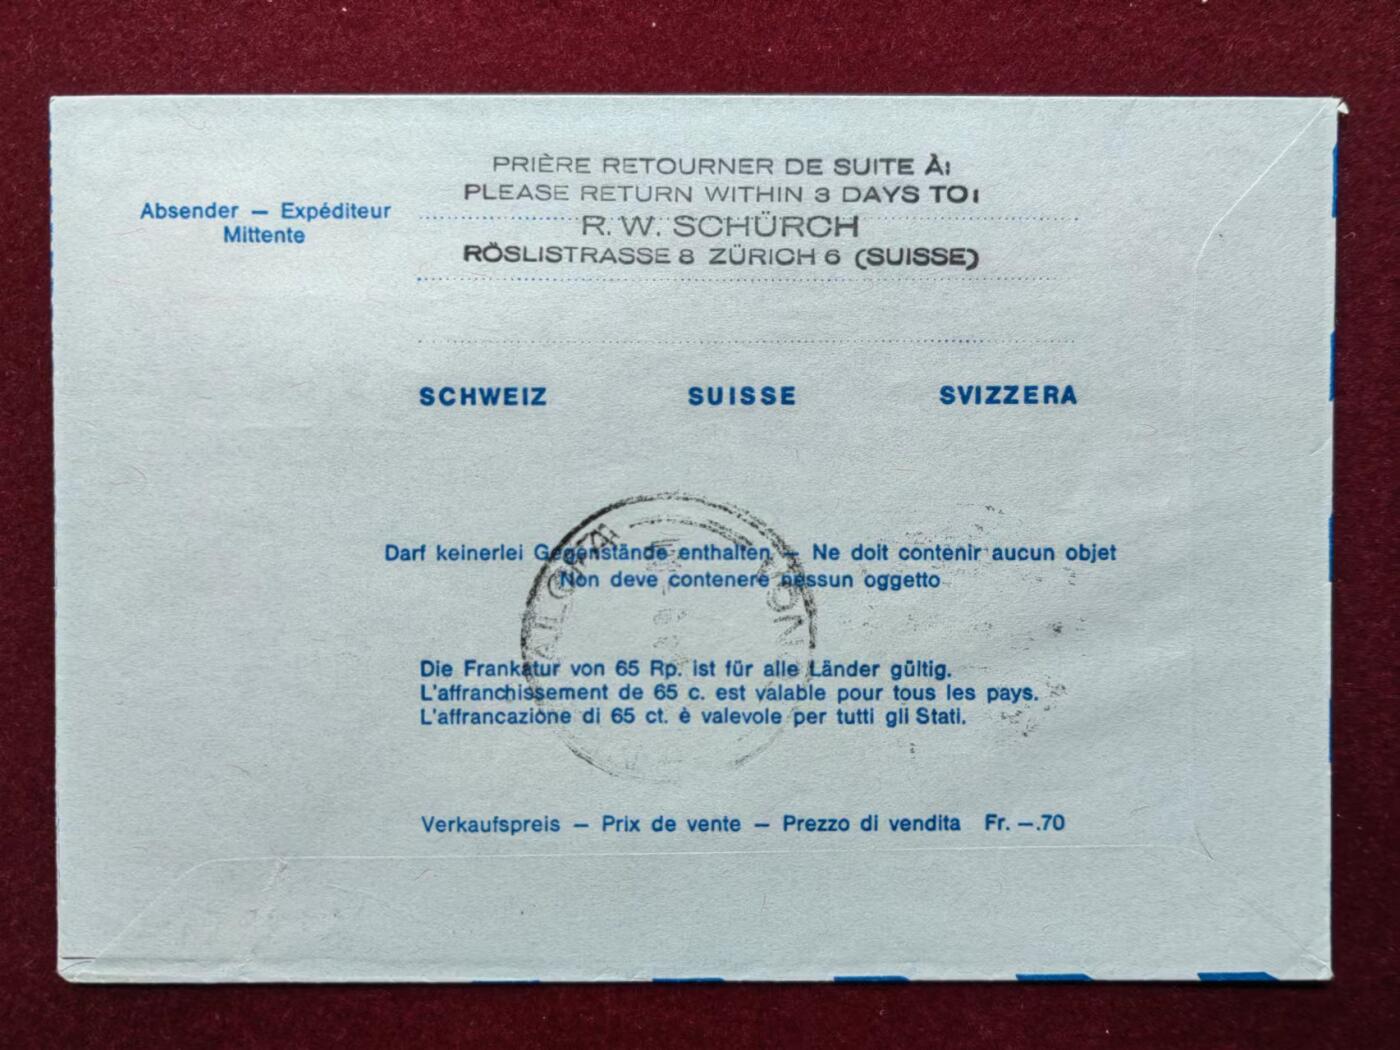 PRIÈRE RETOURNER DE SUITE À:
PLEASE RETURN WITHIN 3 DAYS TO:
Absender — Expéditeur
Mittente
R. W. SCHÜRCH
RÖSLISTRASSE 8 ZÜRICH 6 (SUISSE)
SCHWEIZ SUISSE SVIZZERA
Darf keinerlei Gegenstände enthalten — Ne doit contenir aucun objet
Non deve contenere nessun oggetto
Die Frankatur von 65 Rp. ist für alle Länder gültig.
L'affranchissement de 65 c. est valable pour tous les pays.
L'affrancazione di 65 ct. è valevole per tutti gli Stati.
Verkaufspreis — Prix de vente — Prezzo di vendita Fr. —.70